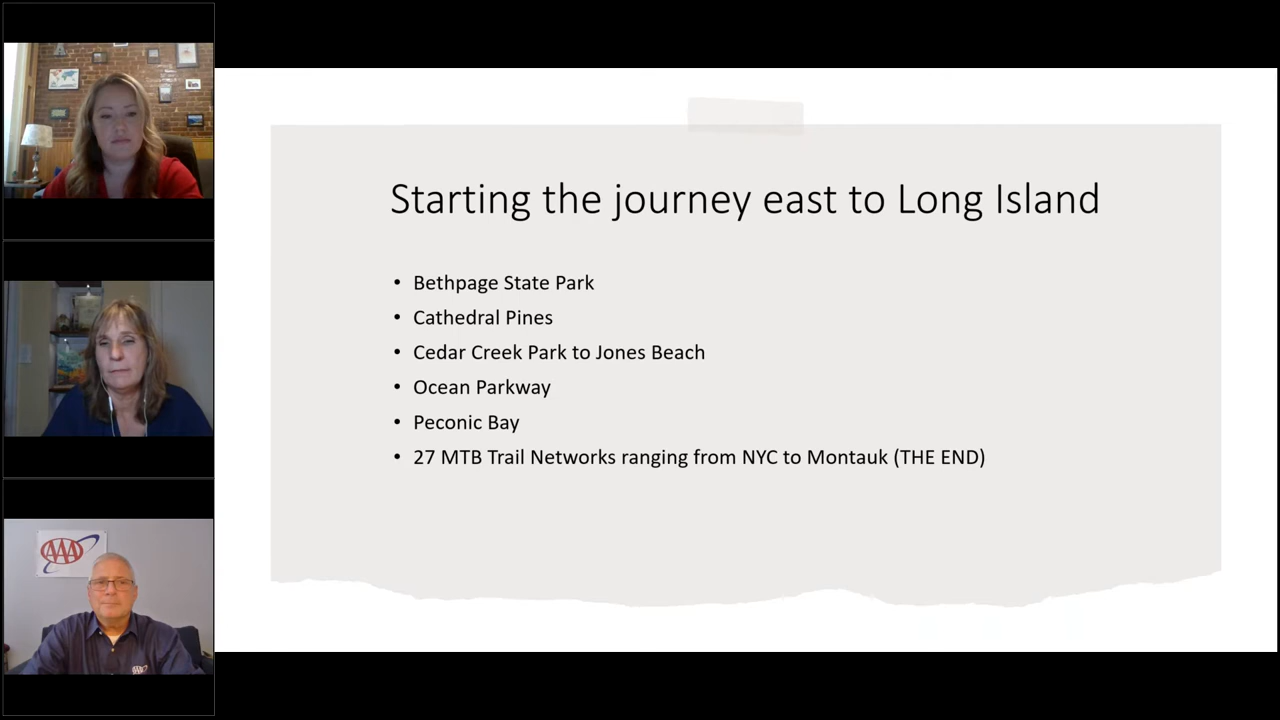 AAA
AAA
Starting the journey east to Long Island
• Bethpage State Park
• Cathedral Pines
• Cedar Creek Park to Jones Beach
• Ocean Parkway
• Peconic Bay
• 27 MTB Trail Networks ranging from NYC to Montauk (THE END)